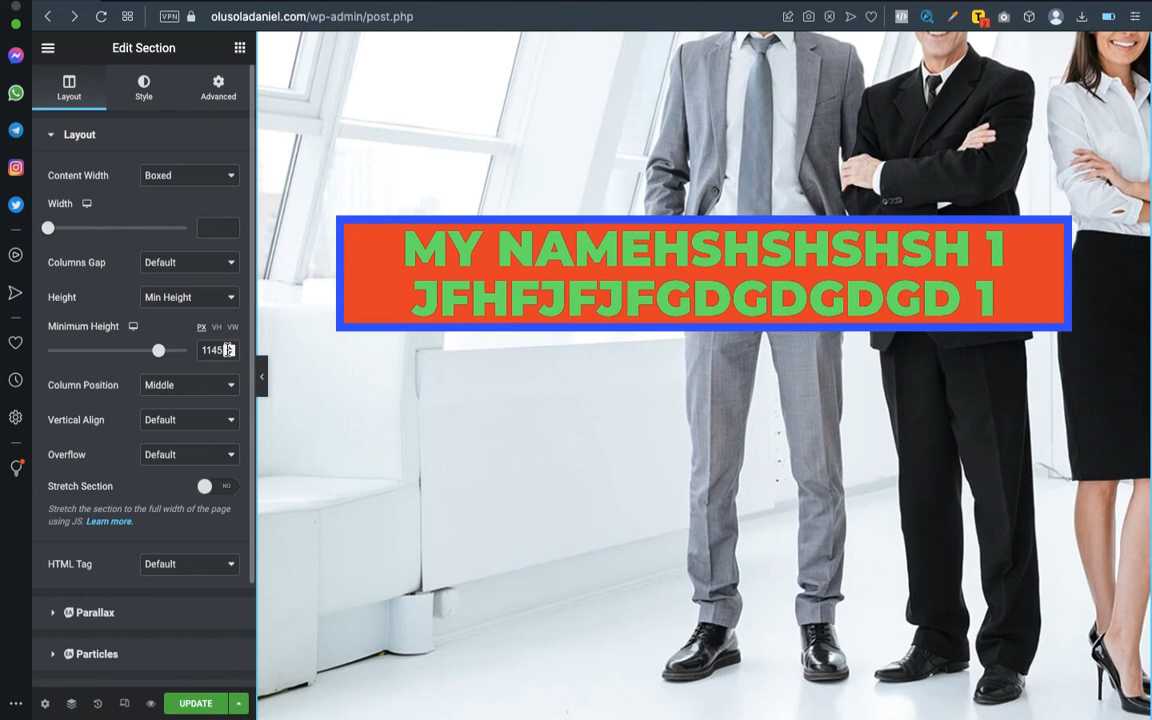 VPN
olusoladaniel.com/wp-admin/post.php
Edit Section
Layout
Style
Advanced
Layout
Content Width
Boxed
Width
Columns Gap
Default
Height
Min Height
Minimum Height
PX VH VW
1145
Column Position
Middle
Vertical Align
Default
Overflow
Default
Stretch Section
NO
Stretch the section to the full width of the page
using JS. Learn more.
HTML Tag
Default
Parallax
Particles
UPDATE
MY NAMEHSHSHSHSH 1
JFHFJFJFGDGDGDGD 1